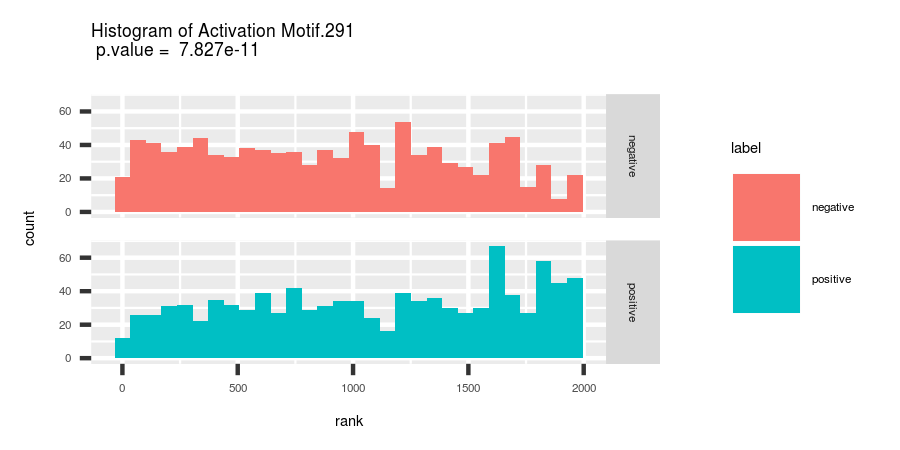 Histogram of Activation Motif.291
p.value = 7.827e-11
count
60
40
20
0
negative
60
40
20
0
positive
0
500
1000
1500
2000
rank
label
negative
positive